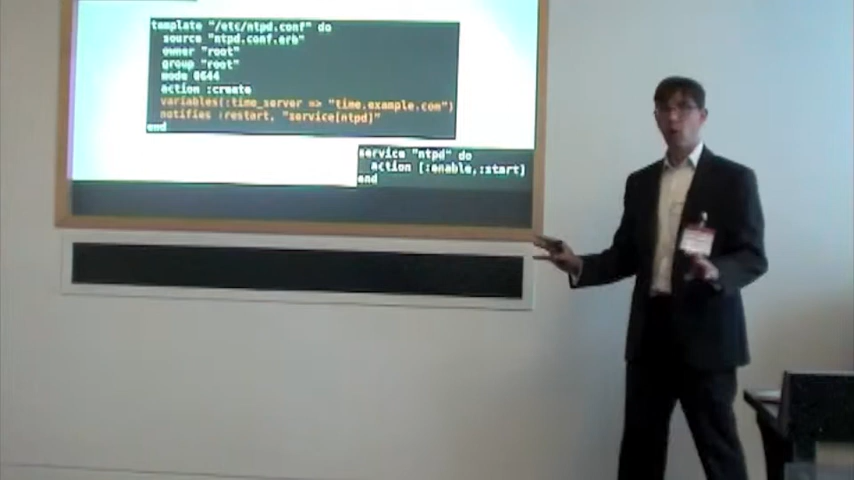 template "/etc/ntpd.conf" do
source "ntpd.conf.erb"
owner "root"
group "root"
mode 0644
action :create
variables(:time_server => "time.example.com")
notifies :restart, "service[ntpd]"
end
service "ntpd" do
action [:enable,:start]
end